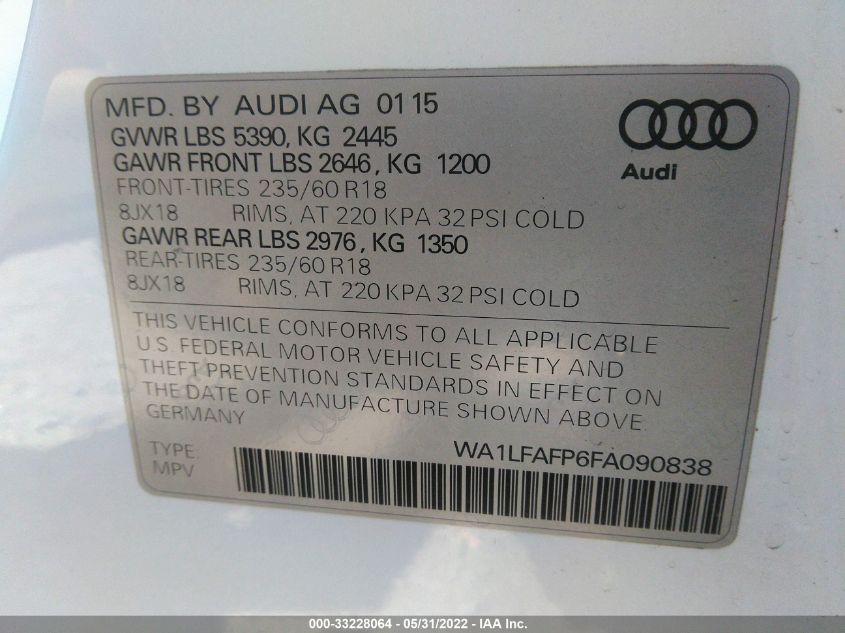 MFD. BY AUDI AG 01 15
GVWR LBS 5390, KG 2445
GAWR FRONT LBS 2646, KG 1200
FRONT-TIRES 235/60 R18
8JX18 RIMS, AT 220 KPA 32 PSI COLD
GAWR REAR LBS 2976, KG 1350
REAR-TIRES 235/60 R18
8JX18 RIMS, AT 220 KPA 32 PSI COLD
Audi
THIS VEHICLE CONFORMS TO ALL APPLICABLE
U.S. FEDERAL MOTOR VEHICLE SAFETY AND
THEFT PREVENTION STANDARDS IN EFFECT ON
THE DATE OF MANUFACTURE SHOWN ABOVE.
GERMANY
WA1LFAFP6FA090838
TYPE:
MPV
000-33228064 - 05/31/2022 - IAA Inc.